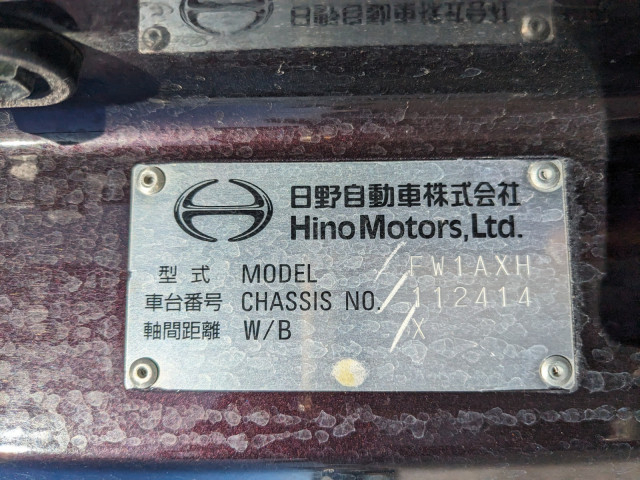 日野自動車株式会社
Hino Motors, Ltd.
型式 MODEL FW1AXH
車台番号 CHASSIS NO. 112414
軸間距離 W/B X